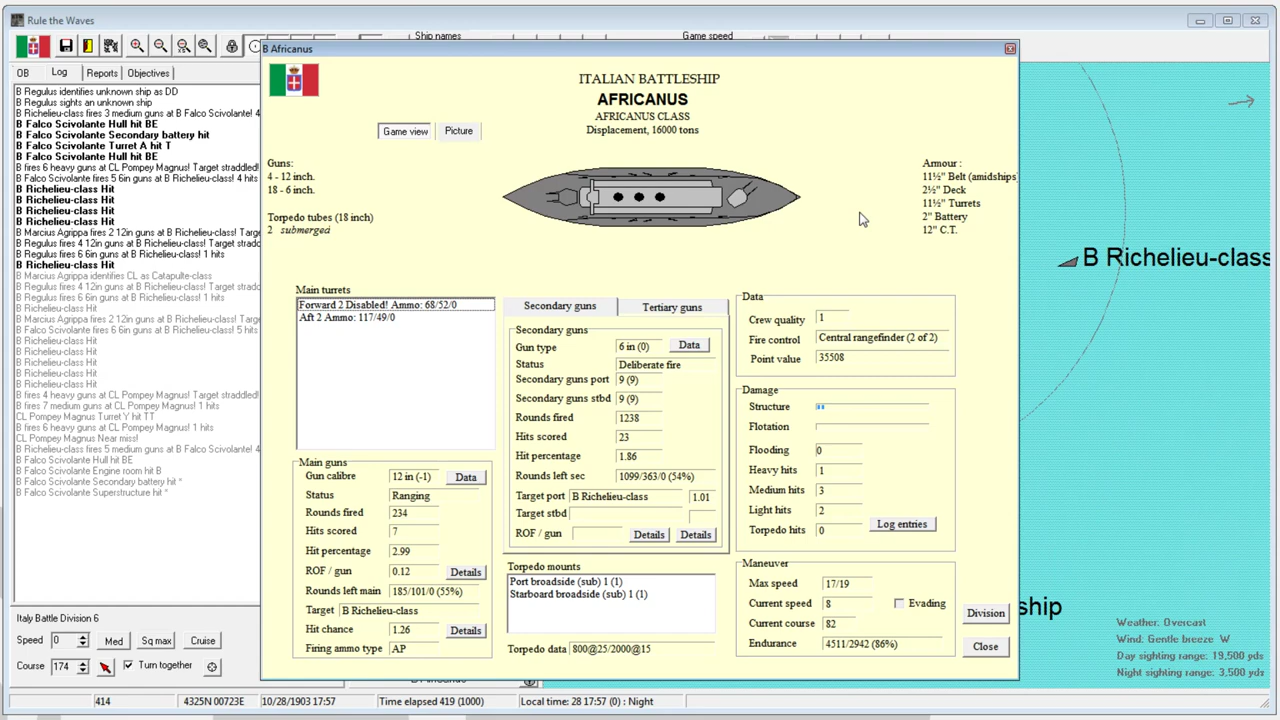 Rule the Waves
Ship names
Game speed
B Africanus
OB Log Reports Objectives
B Regulus identifies unknown ship as DD
B Regulus sights an unknown ship
B Richelieu-class fires 3 medium guns at B Falco Scivolante! 4
B Falco Scivolante Hull hit BE
B Falco Scivolante Secondary battery hit
B Falco Scivolante Turret A hit T
B Falco Scivolante Hull hit BE
B fires 6 heavy guns at CL Pompey Magnus! Target straddled!
B Falco Scivolante fires 6 5in guns at B Richelieu-class! 4 hits
B Richelieu-class Hit
B Richelieu-class Hit
B Richelieu-class Hit
B Richelieu-class Hit
B Marcius Agrippa fires 2 12in guns at B Richelieu-class! Targe
B Regulus fires 4 12in guns at B Richelieu-class! Target stradd
B Regulus fires 6 6in guns at B Richelieu-class! 1 hits
B Richelieu-class Hit
B Marcius Agrippa identifies CL as Catapulte-class
B Regulus fires 4 12in guns at B Richelieu-class! Target stradd
B Regulus fires 6 6in guns at B Richelieu-class! 1 hits
B Richelieu-class Hit
B Marcius Agrippa fires 2 12in guns at B Richelieu-class! Targe
B Falco Scivolante fires 6 6in guns at B Richelieu-class! 5 hits
B Richelieu-class Hit
B Richelieu-class Hit
B Richelieu-class Hit
B Richelieu-class Hit
B Richelieu-class Hit
B fires 4 heavy guns at CL Pompey Magnus! Target straddled!
B fires 7 medium guns at CL Pompey Magnus! 1 hits
CL Pompey Magnus Turret Y hit TT
B fires 6 heavy guns at CL Pompey Magnus! 1 hits
CL Pompey Magnus Near miss!
B Richelieu-class fires 5 medium guns at B Falco Scivolante!
B Falco Scivolante Hull hit BE
B Falco Scivolante Engine room hit B
B Falco Scivolante Secondary battery hit *
B Falco Scivolante Superstructure hit *
Italy Battle Division 6
Speed 0 Med Sq max Cruise
Course 174 Turn together
ITALIAN BATTLESHIP
AFRICANUS
AFRICANUS CLASS
Displacement, 16000 tons
Game view Picture
Guns:
4 - 12 inch.
18 - 6 inch.
Torpedo tubes (18 inch)
2 submerged
Armour :
11½" Belt (amidships)
2½" Deck
11½" Turrets
2" Battery
12" C.T.
Main turrets
Forward 2 Disabled! Ammo: 68/52/0
Aft 2 Ammo: 117/49/0
Main guns
Gun calibre 12 in (-1) Data
Status Ranging
Rounds fired 234
Hits scored 7
Hit percentage 2.99
ROF / gun 0.12 Details
Rounds left main 185/101/0 (55%)
Target B Richelieu-class
Hit chance 1.26 Details
Firing ammo type AP
Secondary guns Tertiary guns
Secondary guns
Gun type 6 in (0) Data
Status Deliberate fire
Secondary guns port 9 (9)
Secondary guns stbd 9 (9)
Rounds fired 1238
Hits scored 23
Hit percentage 1.86
Rounds left sec 1099/363/0 (54%)
Target port B Richelieu-class 1.01
Target stbd
ROF / gun Details Details
Torpedo mounts
Port broadside (sub) 1 (1)
Starboard broadside (sub) 1 (1)
Torpedo data 800@25/2000@15
Data
Crew quality 1
Fire control Central rangefinder (2 of 2)
Point value 35508
Damage
Structure
Flotation
Flooding 0
Heavy hits 1
Medium hits 3
Light hits 2
Torpedo hits 0
Log entries
Maneuver
Max speed 17/19
Current speed 8 Evading
Current course 82
Endurance 4511/2942 (86%)
Division
Close
B Richelieu-class
ship
Weather: Overcast
Wind: Gentle breeze W
Day sighting range: 19,500 yds
Night sighting range: 3,500 yds
414 4325N 00723E 10/28/1903 17:57 Time elapsed 419 (1000) Local time: 28 17:57 (0) : Night